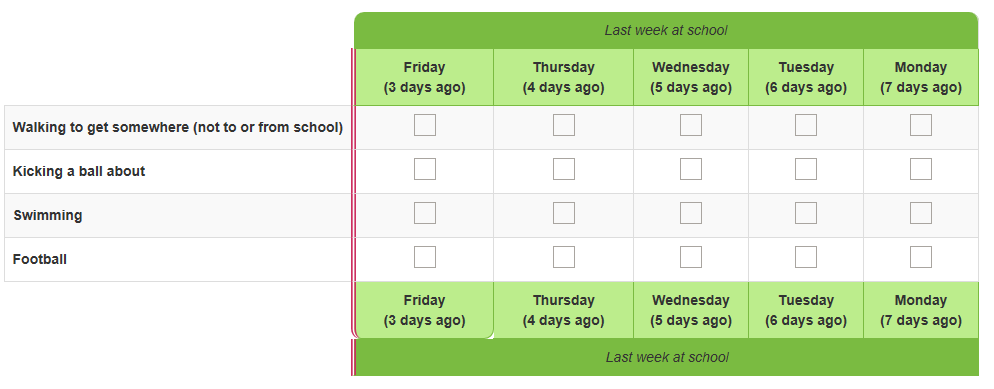 Last week at school
Friday Thursday Wednesday Tuesday Monday
(3 days ago) (4 days ago) (5 days ago) (6 days ago) (7 days ago)
Walking to get somewhere (not to or from school)
Kicking a ball about
Swimming
Football
Friday Thursday Wednesday Tuesday Monday
(3 days ago) (4 days ago) (5 days ago) (6 days ago) (7 days ago)
Last week at school